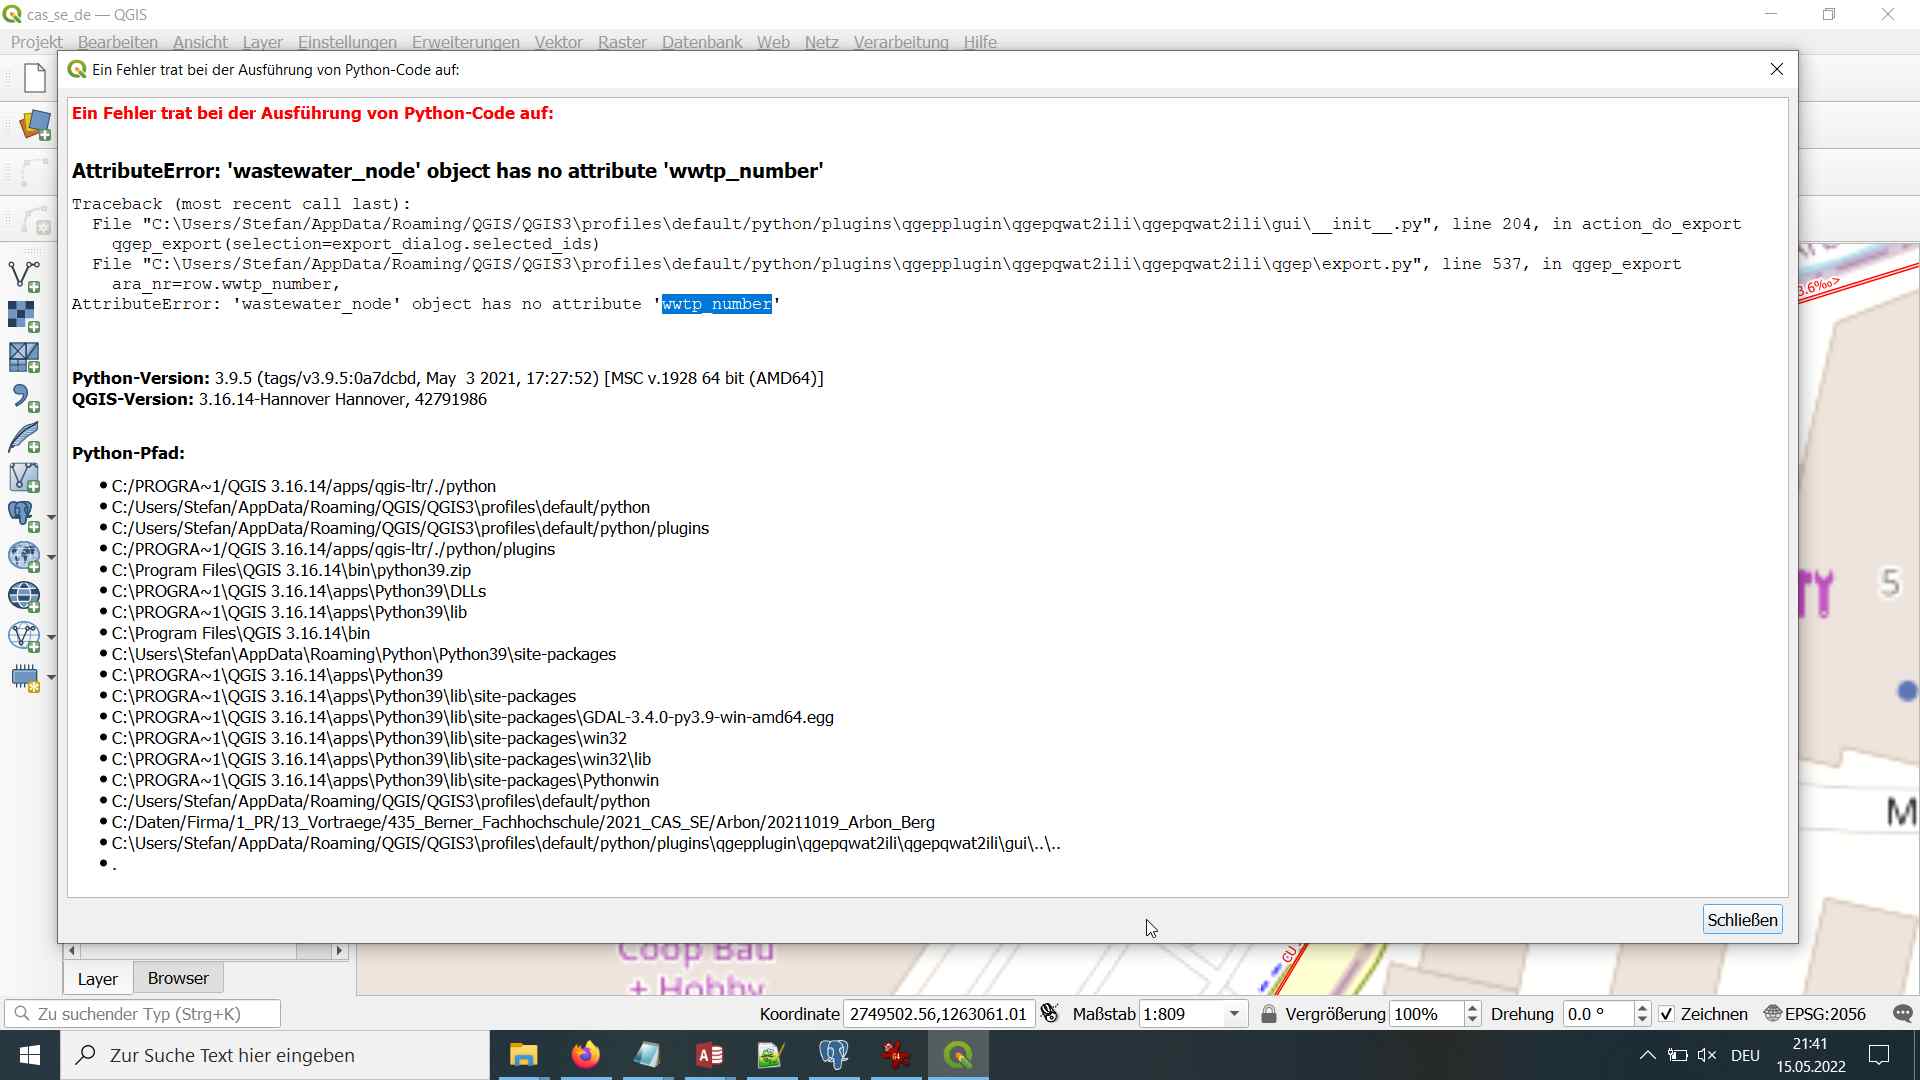 cas_se_de — QGIS
Projekt Bearbeiten Ansicht Layer Einstellungen Erweiterungen Vektor Raster Datenbank Web Netz Verarbeitung Hilfe
Ein Fehler trat bei der Ausführung von Python-Code auf:
Ein Fehler trat bei der Ausführung von Python-Code auf:
AttributeError: 'wastewater_node' object has no attribute 'wwtp_number'
Traceback (most recent call last):
File "C:\Users/Stefan/AppData/Roaming/QGIS/QGIS3\profiles\default/python/plugins\qgepplugin\qgepqwat2ili\qgepqwat2ili\gui\__init__.py", line 204, in action_do_export
qgep_export(selection=export_dialog.selected_ids)
File "C:\Users/Stefan/AppData/Roaming/QGIS/QGIS3\profiles\default/python/plugins\qgepplugin\qgepqwat2ili\qgepqwat2ili\qgep\export.py", line 537, in qgep_export
ara_nr=row.wwtp_number,
AttributeError: 'wastewater_node' object has no attribute 'wwtp_number'
Python-Version: 3.9.5 (tags/v3.9.5:0a7dcbd, May  3 2021, 17:27:52) [MSC v.1928 64 bit (AMD64)]
QGIS-Version: 3.16.14-Hannover Hannover, 42791986
Python-Pfad:
• C:/PROGRA~1/QGIS 3.16.14/apps/qgis-ltr/./python
• C:/Users/Stefan/AppData/Roaming/QGIS/QGIS3\profiles\default/python
• C:/Users/Stefan/AppData/Roaming/QGIS/QGIS3\profiles\default/python/plugins
• C:/PROGRA~1/QGIS 3.16.14/apps/qgis-ltr/./python/plugins
• C:\Program Files\QGIS 3.16.14\bin\python39.zip
• C:\PROGRA~1\QGIS 3.16.14\apps\Python39\DLLs
• C:\PROGRA~1\QGIS 3.16.14\apps\Python39\lib
• C:\Program Files\QGIS 3.16.14\bin
• C:\Users\Stefan\AppData\Roaming\Python\Python39\site-packages
• C:\PROGRA~1\QGIS 3.16.14\apps\Python39
• C:\PROGRA~1\QGIS 3.16.14\apps\Python39\lib\site-packages
• C:\PROGRA~1\QGIS 3.16.14\apps\Python39\lib\site-packages\GDAL-3.4.0-py3.9-win-amd64.egg
• C:\PROGRA~1\QGIS 3.16.14\apps\Python39\lib\site-packages\win32
• C:\PROGRA~1\QGIS 3.16.14\apps\Python39\lib\site-packages\win32\lib
• C:\PROGRA~1\QGIS 3.16.14\apps\Python39\lib\site-packages\Pythonwin
• C:/Users/Stefan/AppData/Roaming/QGIS/QGIS3\profiles\default/python
• C:/Daten/Firma/1_PR/13_Vortraege/435_Berner_Fachhochschule/2021_CAS_SE/Arbon/20211019_Arbon_Berg
• C:\Users/Stefan/AppData/Roaming/QGIS/QGIS3\profiles\default/python/plugins\qgepplugin\qgepqwat2ili\qgepqwat2ili\gui\..\..
• .
Schließen
3.6‰>
5
M
Coop Bau
+ Hobby
CU
Layer
Browser
Zu suchender Typ (Strg+K)
Koordinate 2749502.56,1263061.01 Maßstab 1:809 Vergrößerung 100% Drehung 0.0 ° Zeichnen EPSG:2056
Zur Suche Text hier eingeben
DEU
21:41
15.05.2022